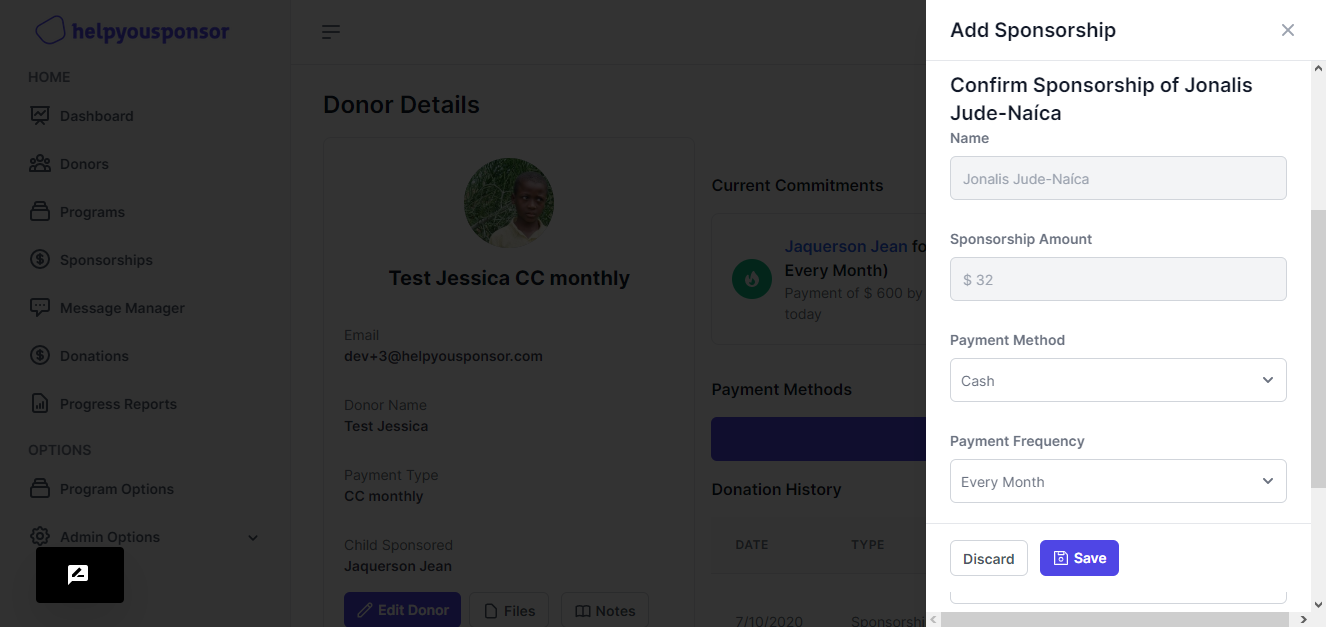 helpyousponsor
HOME
Dashboard
Donors
Programs
Sponsorships
Message Manager
Donations
Progress Reports
OPTIONS
Program Options
Admin Options
Donor Details
Test Jessica CC monthly
Email
dev+3@helpyousponsor.com
Donor Name
Test Jessica
Payment Type
CC monthly
Child Sponsored
Jaquerson Jean
Edit Donor
Files
Notes
Current Commitments
Jaquerson Jean fo
Every Month)
Payment of $ 600 by
today
Payment Methods
Donation History
DATE TYPE
7/10/2020 Sponsorshi
Add Sponsorship
Confirm Sponsorship of Jonalis
Jude-Naíca
Name
Jonalis Jude-Naíca
Sponsorship Amount
$ 32
Payment Method
Cash
Payment Frequency
Every Month
Discard
Save